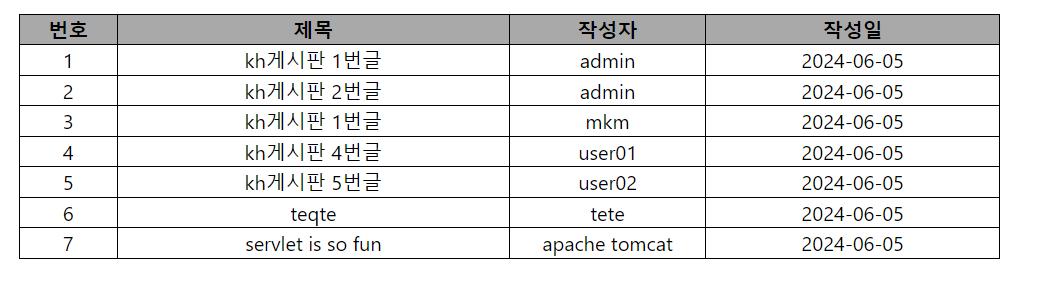 번호 제목 작성자 작성일
1 kh게시판 1번글 admin 2024-06-05
2 kh게시판 2번글 admin 2024-06-05
3 kh게시판 1번글 mkm 2024-06-05
4 kh게시판 4번글 user01 2024-06-05
5 kh게시판 5번글 user02 2024-06-05
6 teqte tete 2024-06-05
7 servlet is so fun apache tomcat 2024-06-05